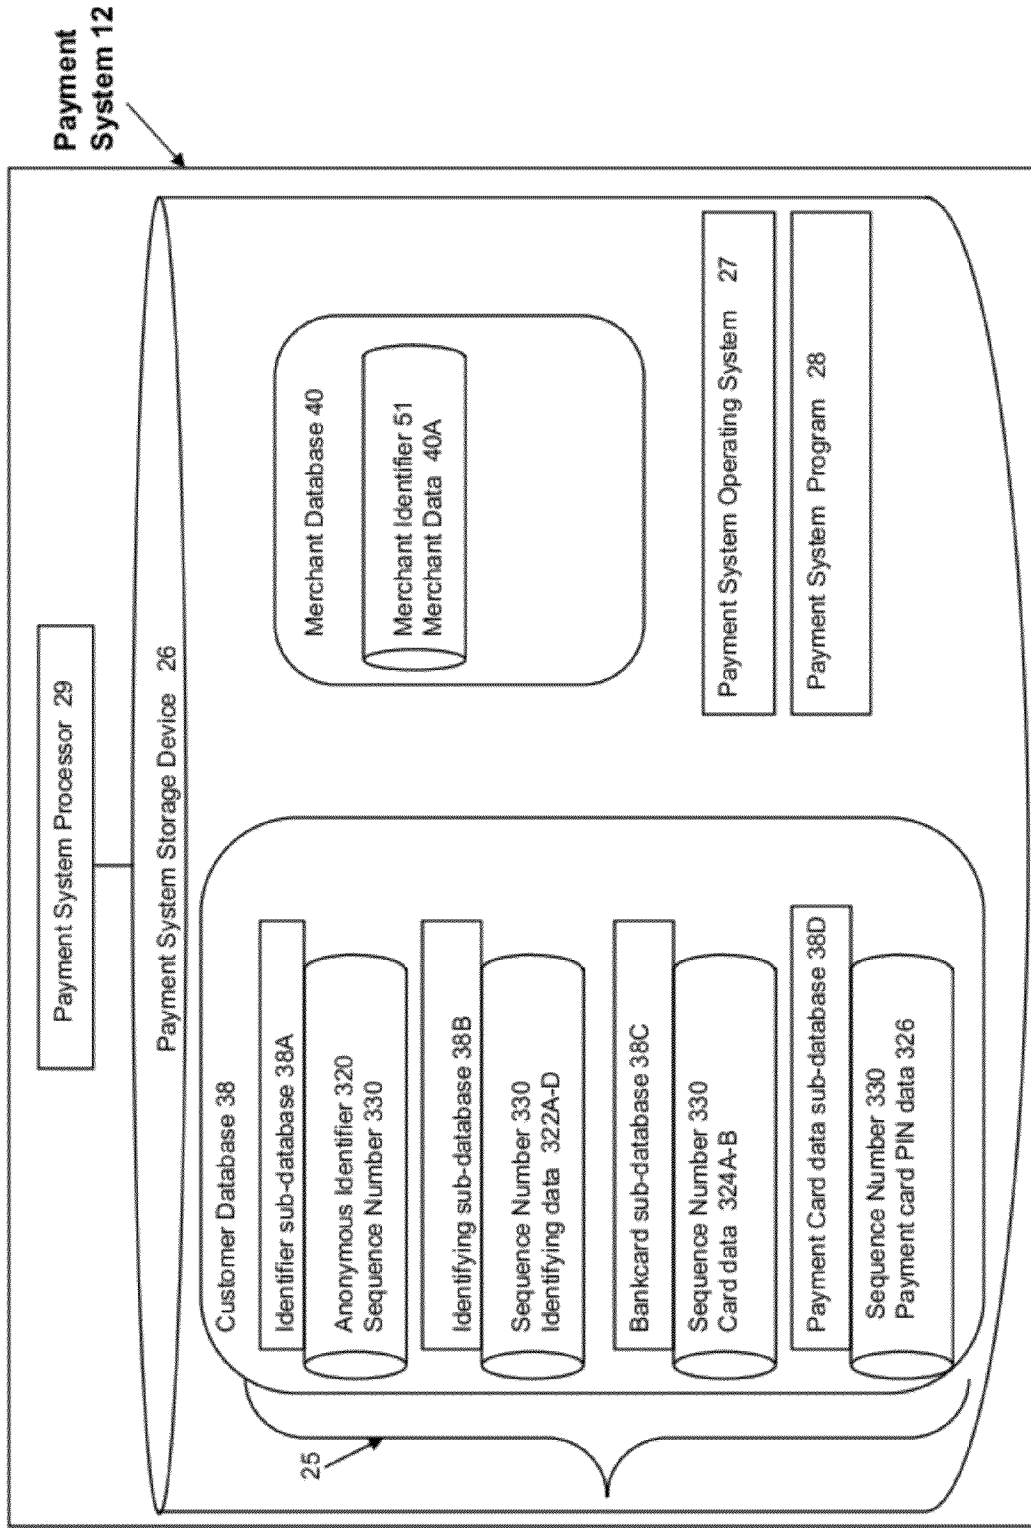 Payment
System 12
Payment System Processor 29
Payment System Storage Device 26
Customer Database 38
Identifier sub-database 38A
Anonymous Identifier 320
Sequence Number 330
Identifying sub-database 38B
Sequence Number 330
Identifying data 322A-D
Bankcard sub-database 38C
Sequence Number 330
Card data 324A-B
Payment Card data sub-database 38D
Sequence Number 330
Payment card PIN data 326
25
Merchant Database 40
Merchant Identifier 51
Merchant Data 40A
Payment System Operating System 27
Payment System Program 28